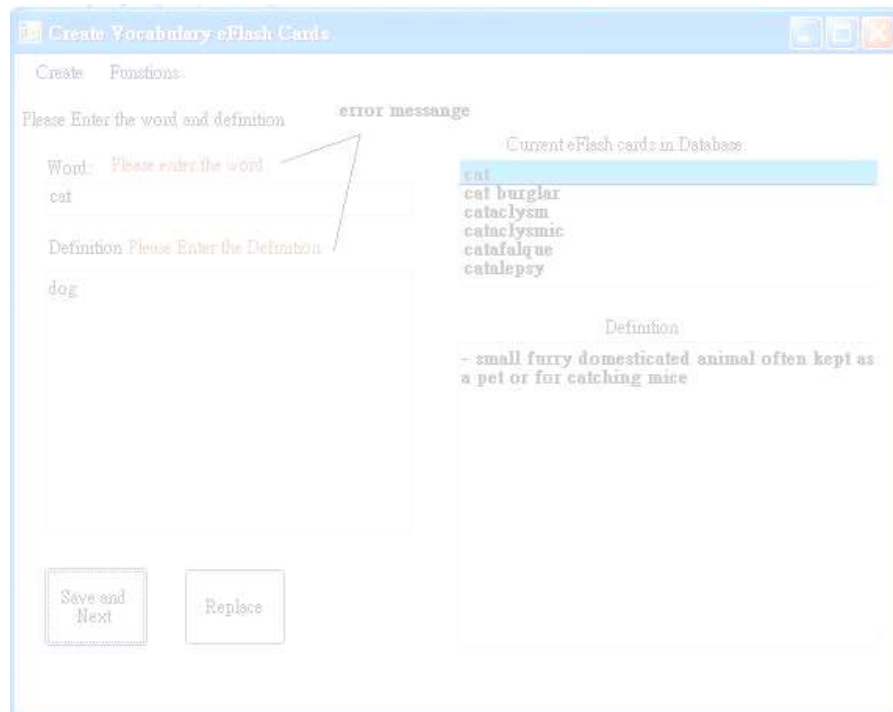 Create Vocabulary eFlash Cards
Create Funstions
Please Enter the word and definition
error messange
Word: Please enter the word
cat
Definition Please Enter the Definition
dog
Save and
Next
Replace
Current eFlash cards in Database:
cat
cat burglar
cataclysm
cataclysmic
catafalque
catalepsy
Definition
- small furry domesticated animal often kept as
a pet or for catching mice